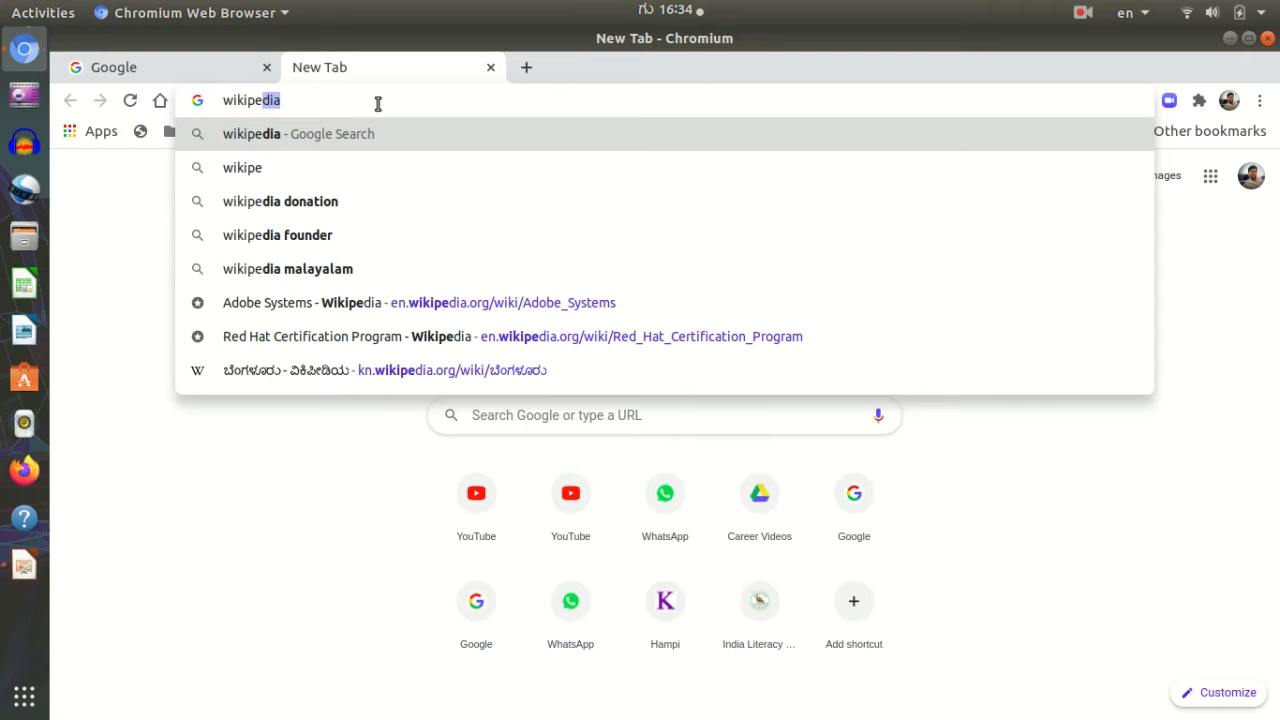 Activities Chromium Web Browser ಗು 16:34 en
New Tab - Chromium
Google New Tab
wikipedia
Apps Other bookmarks
wikipedia - Google Search
wikipe
wikipedia donation
wikipedia founder
wikipedia malayalam
Adobe Systems - Wikipedia - en.wikipedia.org/wiki/Adobe_Systems
Red Hat Certification Program - Wikipedia - en.wikipedia.org/wiki/Red_Hat_Certification_Program
W ಬೆಂಗಳೂರು - ವಿಕಿಪೀಡಿಯ - kn.wikipedia.org/wiki/ಬೆಂಗಳೂರು
Search Google or type a URL
YouTube YouTube WhatsApp Career Videos Google
K
Google WhatsApp Hampi India Literacy ... Add shortcut
Customize